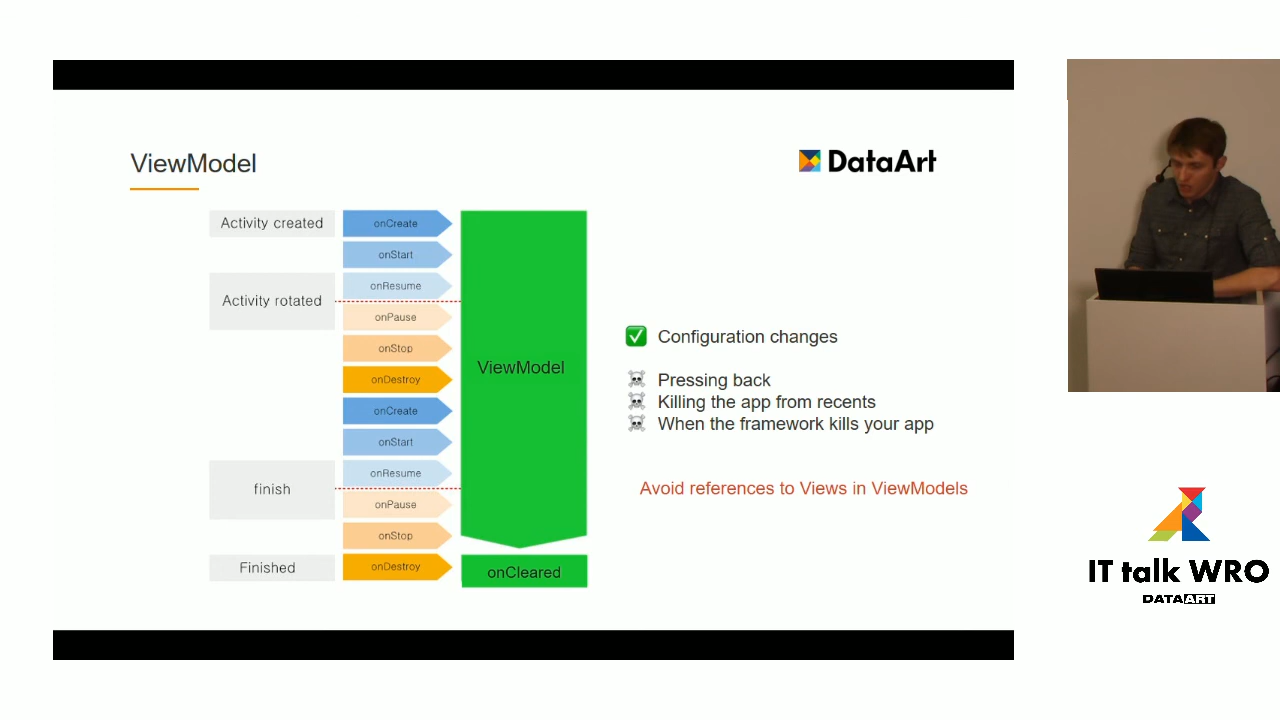 ViewModel
DataArt
Activity created
onCreate
onStart
Activity rotated
onResume
onPause
onStop
onDestroy
onCreate
onStart
finish
onResume
onPause
onStop
Finished
onDestroy
ViewModel
onCleared
Configuration changes
Pressing back
Killing the app from recents
When the framework kills your app
Avoid references to Views in ViewModels
IT talk WRO
DATAART